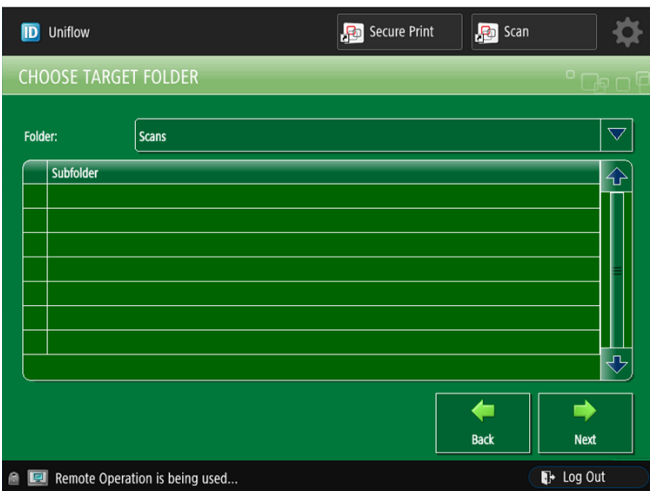 ID Uniflow Secure Print Scan
CHOOSE TARGET FOLDER
Folder: Scans
Subfolder
Back Next
Remote Operation is being used... Log Out